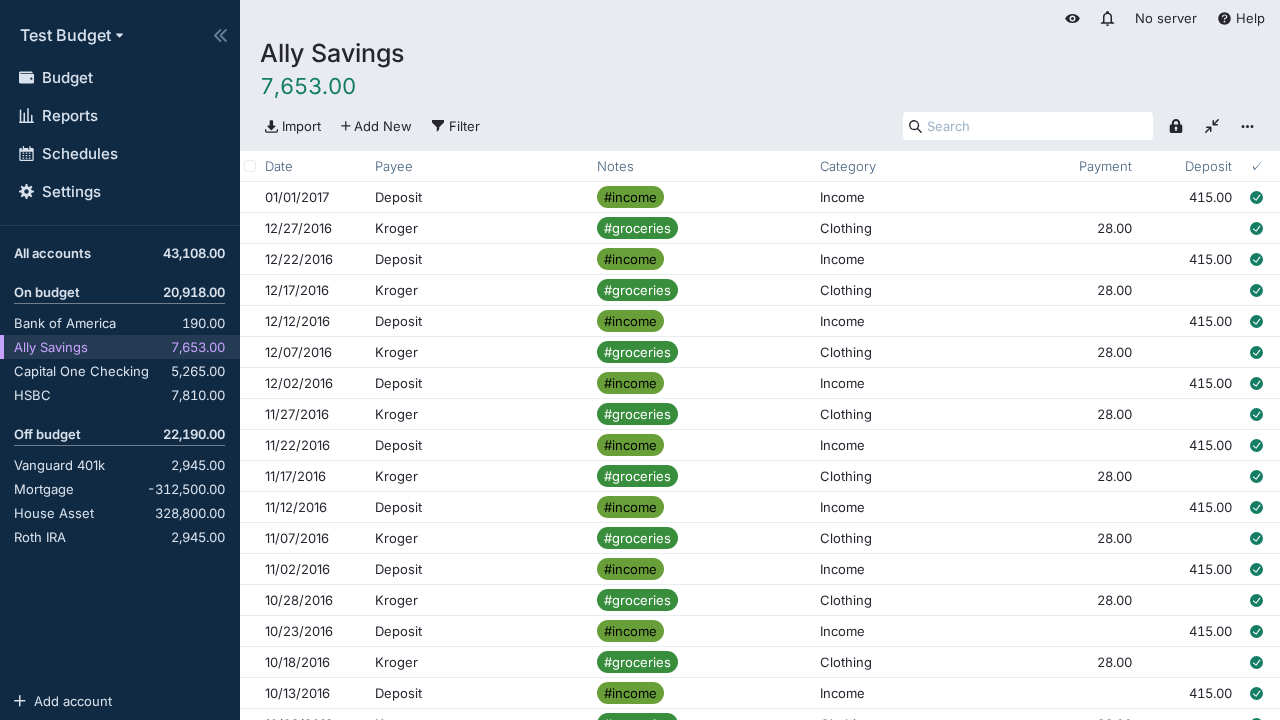 Test Budget
Budget
Reports
Schedules
Settings
All accounts 43,108.00
On budget 20,918.00
Bank of America 190.00
Ally Savings 7,653.00
Capital One Checking 5,265.00
HSBC 7,810.00
Off budget 22,190.00
Vanguard 401k 2,945.00
Mortgage -312,500.00
House Asset 328,800.00
Roth IRA 2,945.00
Add account
No server Help
Ally Savings
7,653.00
Import Add New Filter Search
Date Payee Notes Category Payment Deposit ✓
01/01/2017 Deposit #income Income 415.00
12/27/2016 Kroger #groceries Clothing 28.00
12/22/2016 Deposit #income Income 415.00
12/17/2016 Kroger #groceries Clothing 28.00
12/12/2016 Deposit #income Income 415.00
12/07/2016 Kroger #groceries Clothing 28.00
12/02/2016 Deposit #income Income 415.00
11/27/2016 Kroger #groceries Clothing 28.00
11/22/2016 Deposit #income Income 415.00
11/17/2016 Kroger #groceries Clothing 28.00
11/12/2016 Deposit #income Income 415.00
11/07/2016 Kroger #groceries Clothing 28.00
11/02/2016 Deposit #income Income 415.00
10/28/2016 Kroger #groceries Clothing 28.00
10/23/2016 Deposit #income Income 415.00
10/18/2016 Kroger #groceries Clothing 28.00
10/13/2016 Deposit #income Income 415.00